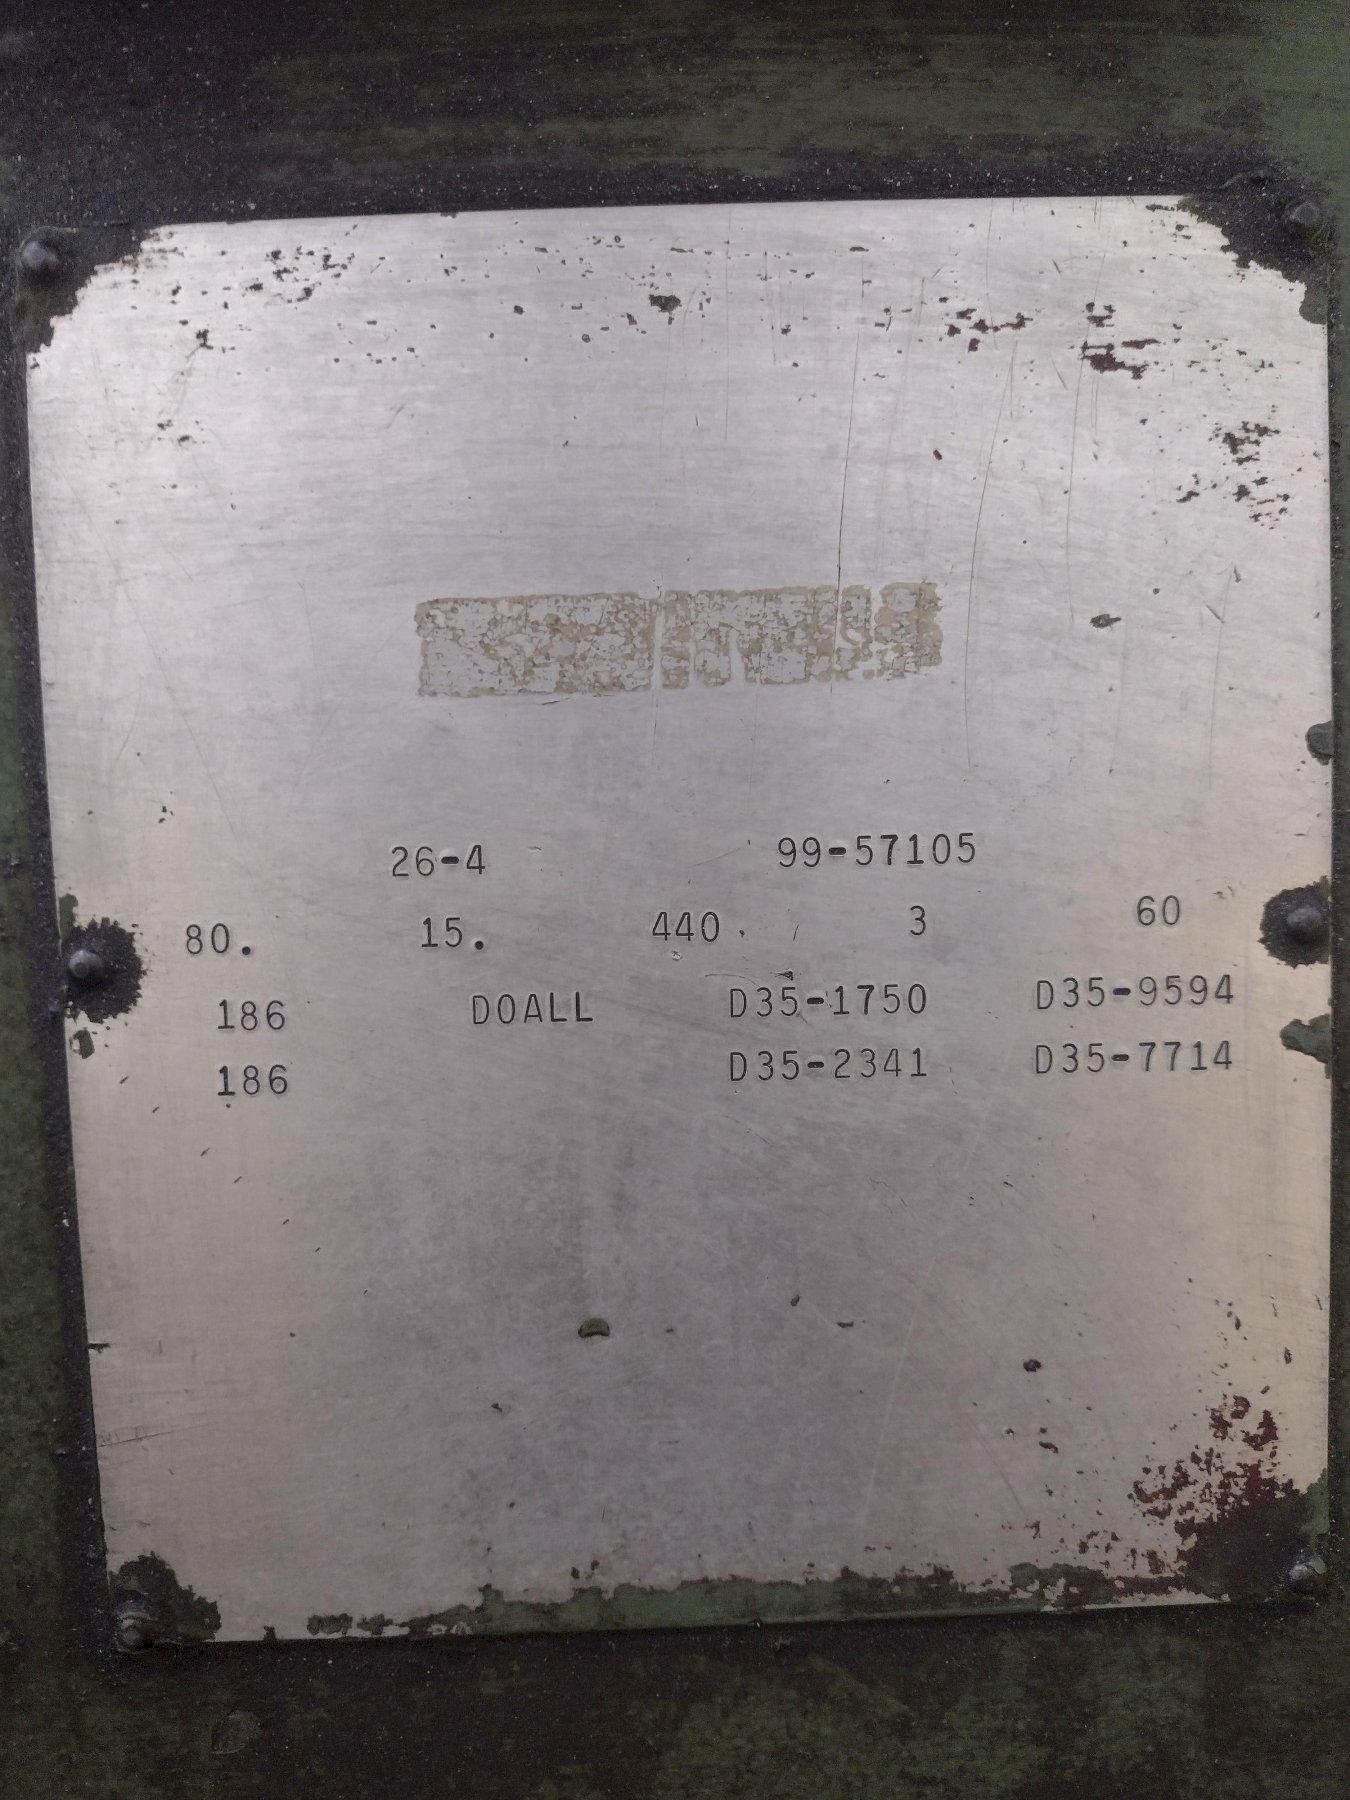 26-4 99-57105
80. 15. 440 3 60
186 DOALL D35-1750 D35-9594
186 D35-2341 D35-7714